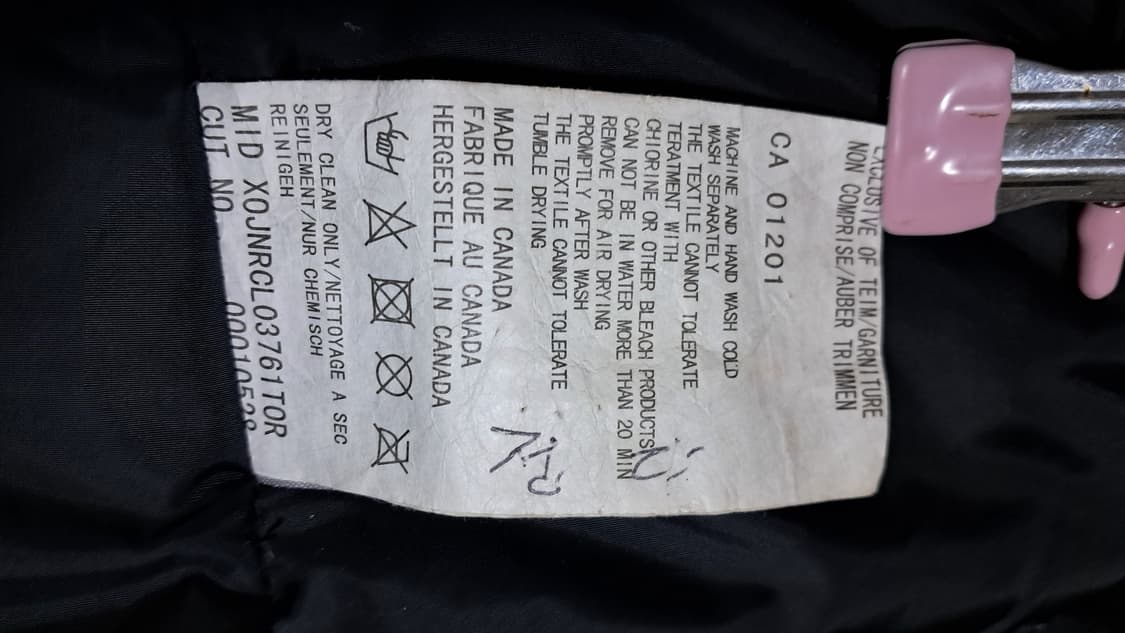 EXCLUSIVE OF TEIM/GARNITURE
NON COMPRISE/AUBER TRIMMEN
CA 01201
MACHINE AND HAND WASH COLD
WASH SEPARATELY
THE TEXTILE CANNOT TOLERATE
TERATMENT WITH
CHLORINE OR OTHER BLEACH PRODUCTS
CAN NOT BE IN WATER MORE THAN 20 MIN
REMOVE FOR AIR DRYING
PROMPTLY AFTER WASH
THE TEXTILE CANNOT TOLERATE
TUMBLE DRYING
MADE IN CANADA
FABRIQUE AU CANADA
HERGESTELLT IN CANADA
DRY CLEAN ONLY/NETTOYAGE A SEC
SEULEMENT/NUR CHEMISCH
REINIGEH
MID XOJNRCL03761TOR
CUT NO